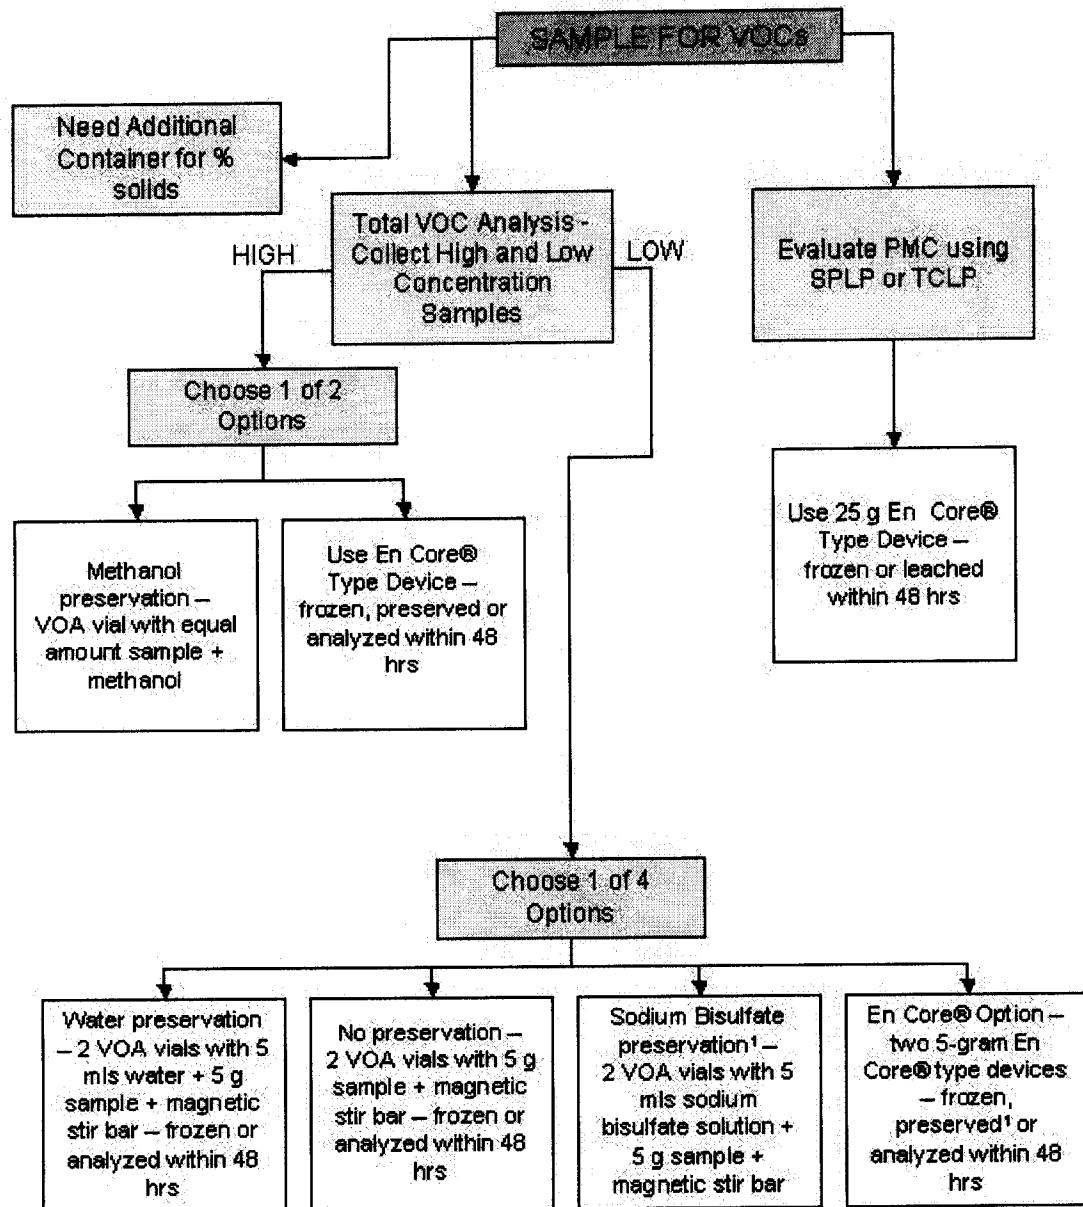 SAMPLE FOR VOCs
Need Additional
Container for %
solids
Total VOC Analysis -
Collect High and Low
Concentration
Samples
HIGH
LOW
Evaluate PMC using
SPLP or TCLP
Choose 1 of 2
Options
Methanol
preservation –
VOA vial with equal
amount sample +
methanol
Use En Core®
Type Device –
frozen, preserved or
analyzed within 48
hrs
Use 25 g En Core®
Type Device –
frozen or leached
within 48 hrs
Choose 1 of 4
Options
Water preservation
– 2 VOA vials with 5
mls water + 5 g
sample + magnetic
stir bar – frozen or
analyzed within 48
hrs
No preservation –
2 VOA vials with 5 g
sample + magnetic
stir bar – frozen or
analyzed within 48
hrs
Sodium Bisulfate
preservation¹ –
2 VOA vials with 5
mls sodium
bisulfate solution +
5 g sample +
magnetic stir bar
En Core® Option –
two 5-gram En
Core® type devices
– frozen,
preserved¹ or
analyzed within 48
hrs